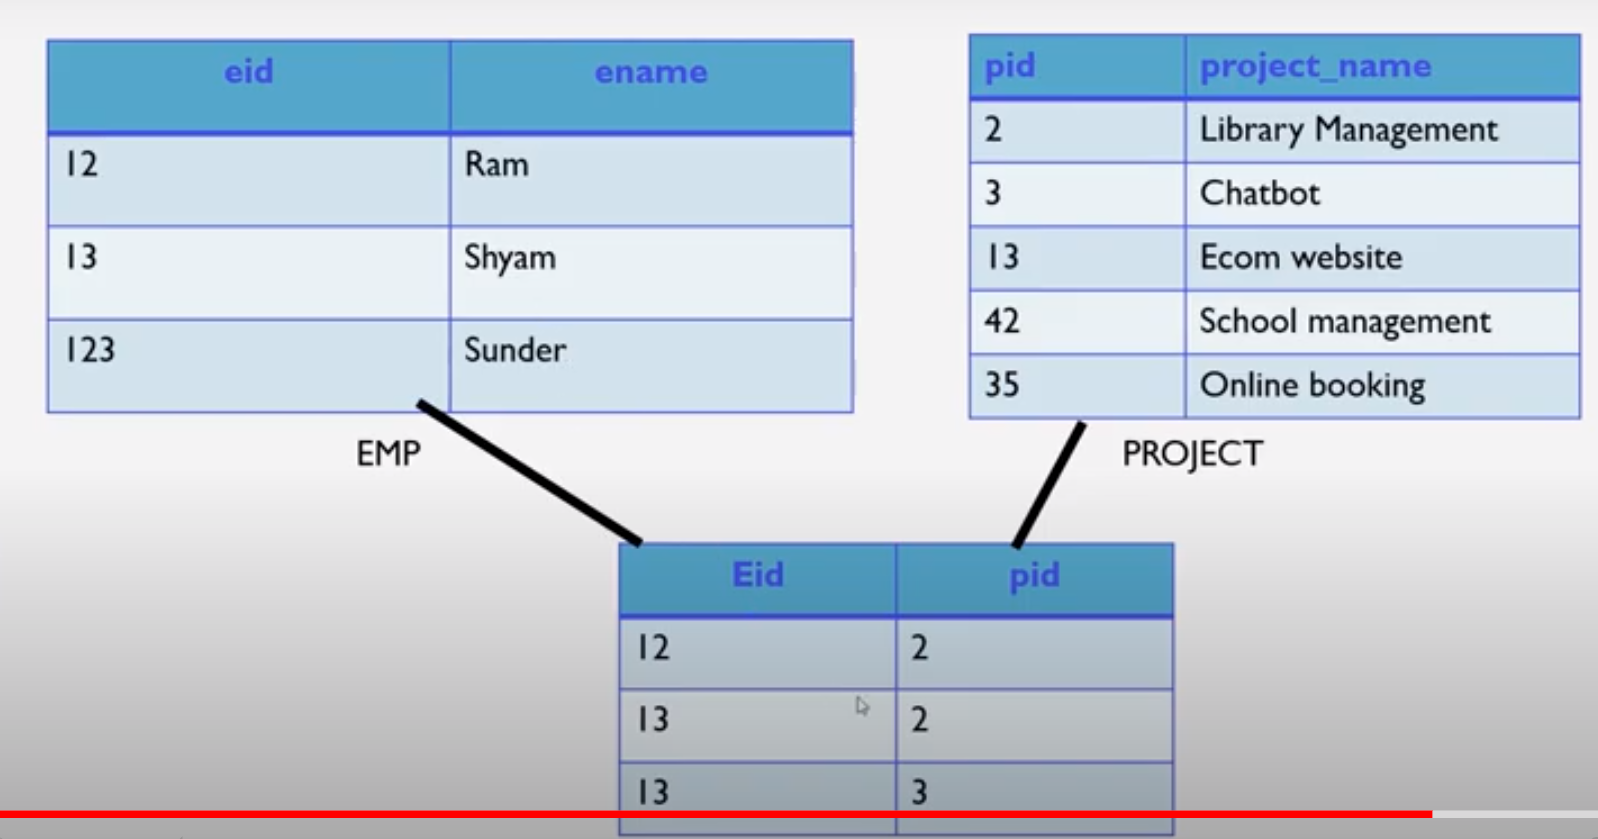 eid ename
12 Ram
13 Shyam
123 Sunder
EMP
pid project_name
2 Library Management
3 Chatbot
13 Ecom website
42 School management
35 Online booking
PROJECT
Eid pid
12 2
13 2
13 3